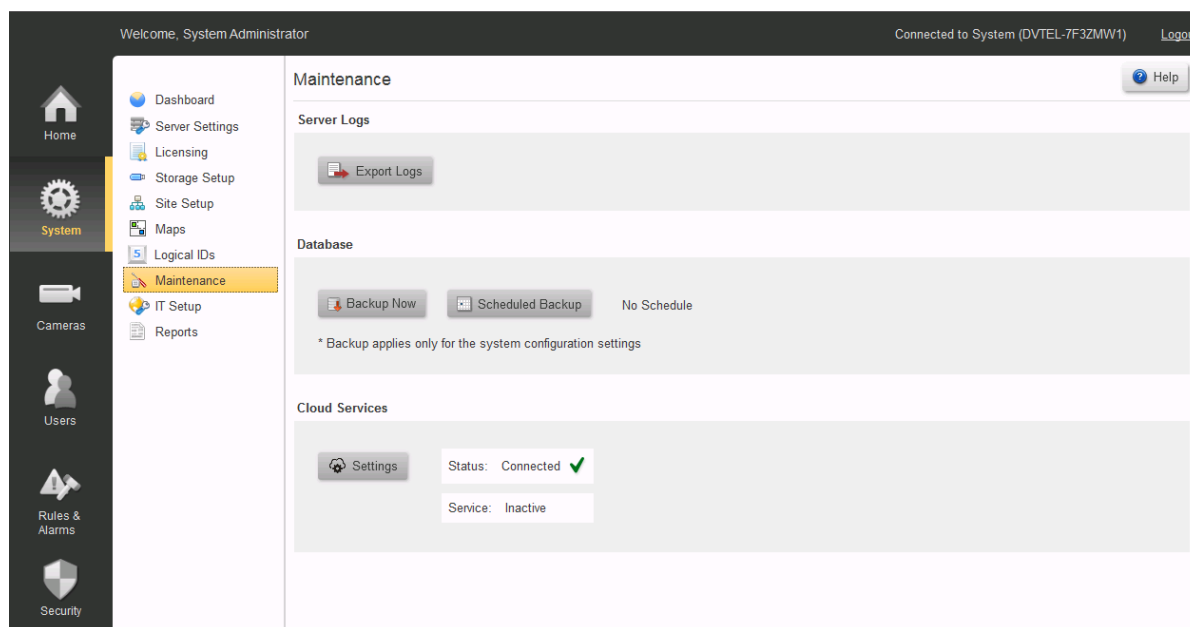 Welcome, System Administrator
Connected to System (DVTEL-7F3ZMW1)
Home
System
Cameras
Users
Rules &
Alarms
Security
Dashboard
Server Settings
Licensing
Storage Setup
Site Setup
Maps
Logical IDs
Maintenance
IT Setup
Reports
Maintenance
Help
Server Logs
Export Logs
Database
Backup Now
Scheduled Backup
No Schedule
* Backup applies only for the system configuration settings
Cloud Services
Settings
Status: Connected
Service: Inactive